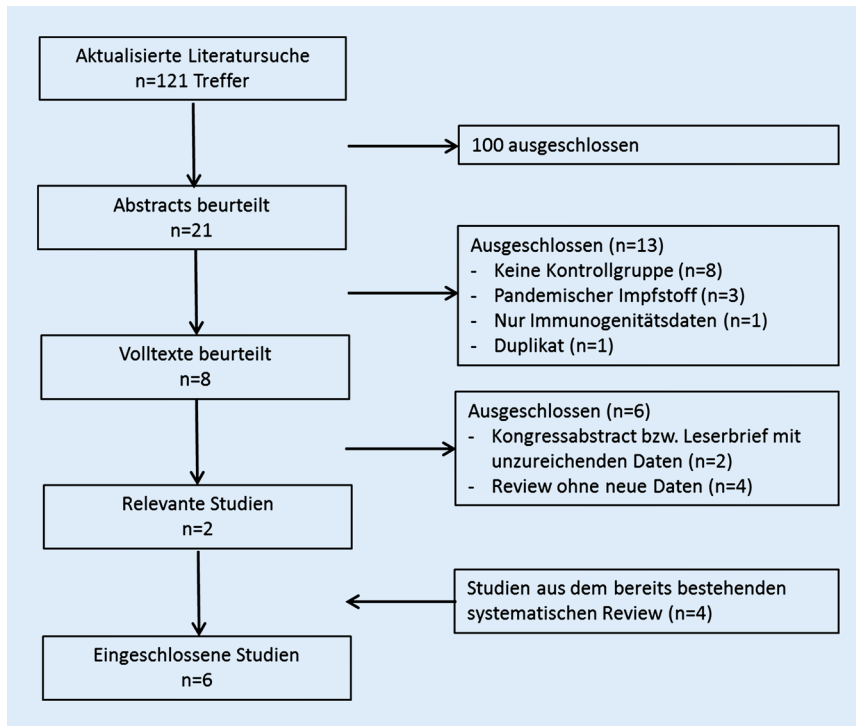 Aktualisierte Literatursuche
n=121 Treffer
100 ausgeschlossen
Abstracts beurteilt
n=21
Ausgeschlossen (n=13)
- Keine Kontrollgruppe (n=8)
- Pandemischer Impfstoff (n=3)
- Nur Immunogenitätsdaten (n=1)
- Duplikat (n=1)
Volltexte beurteilt
n=8
Ausgeschlossen (n=6)
- Kongressabstract bzw. Leserbrief mit
unzureichenden Daten (n=2)
- Review ohne neue Daten (n=4)
Relevante Studien
n=2
Studien aus dem bereits bestehenden
systematischen Review (n=4)
Eingeschlossene Studien
n=6